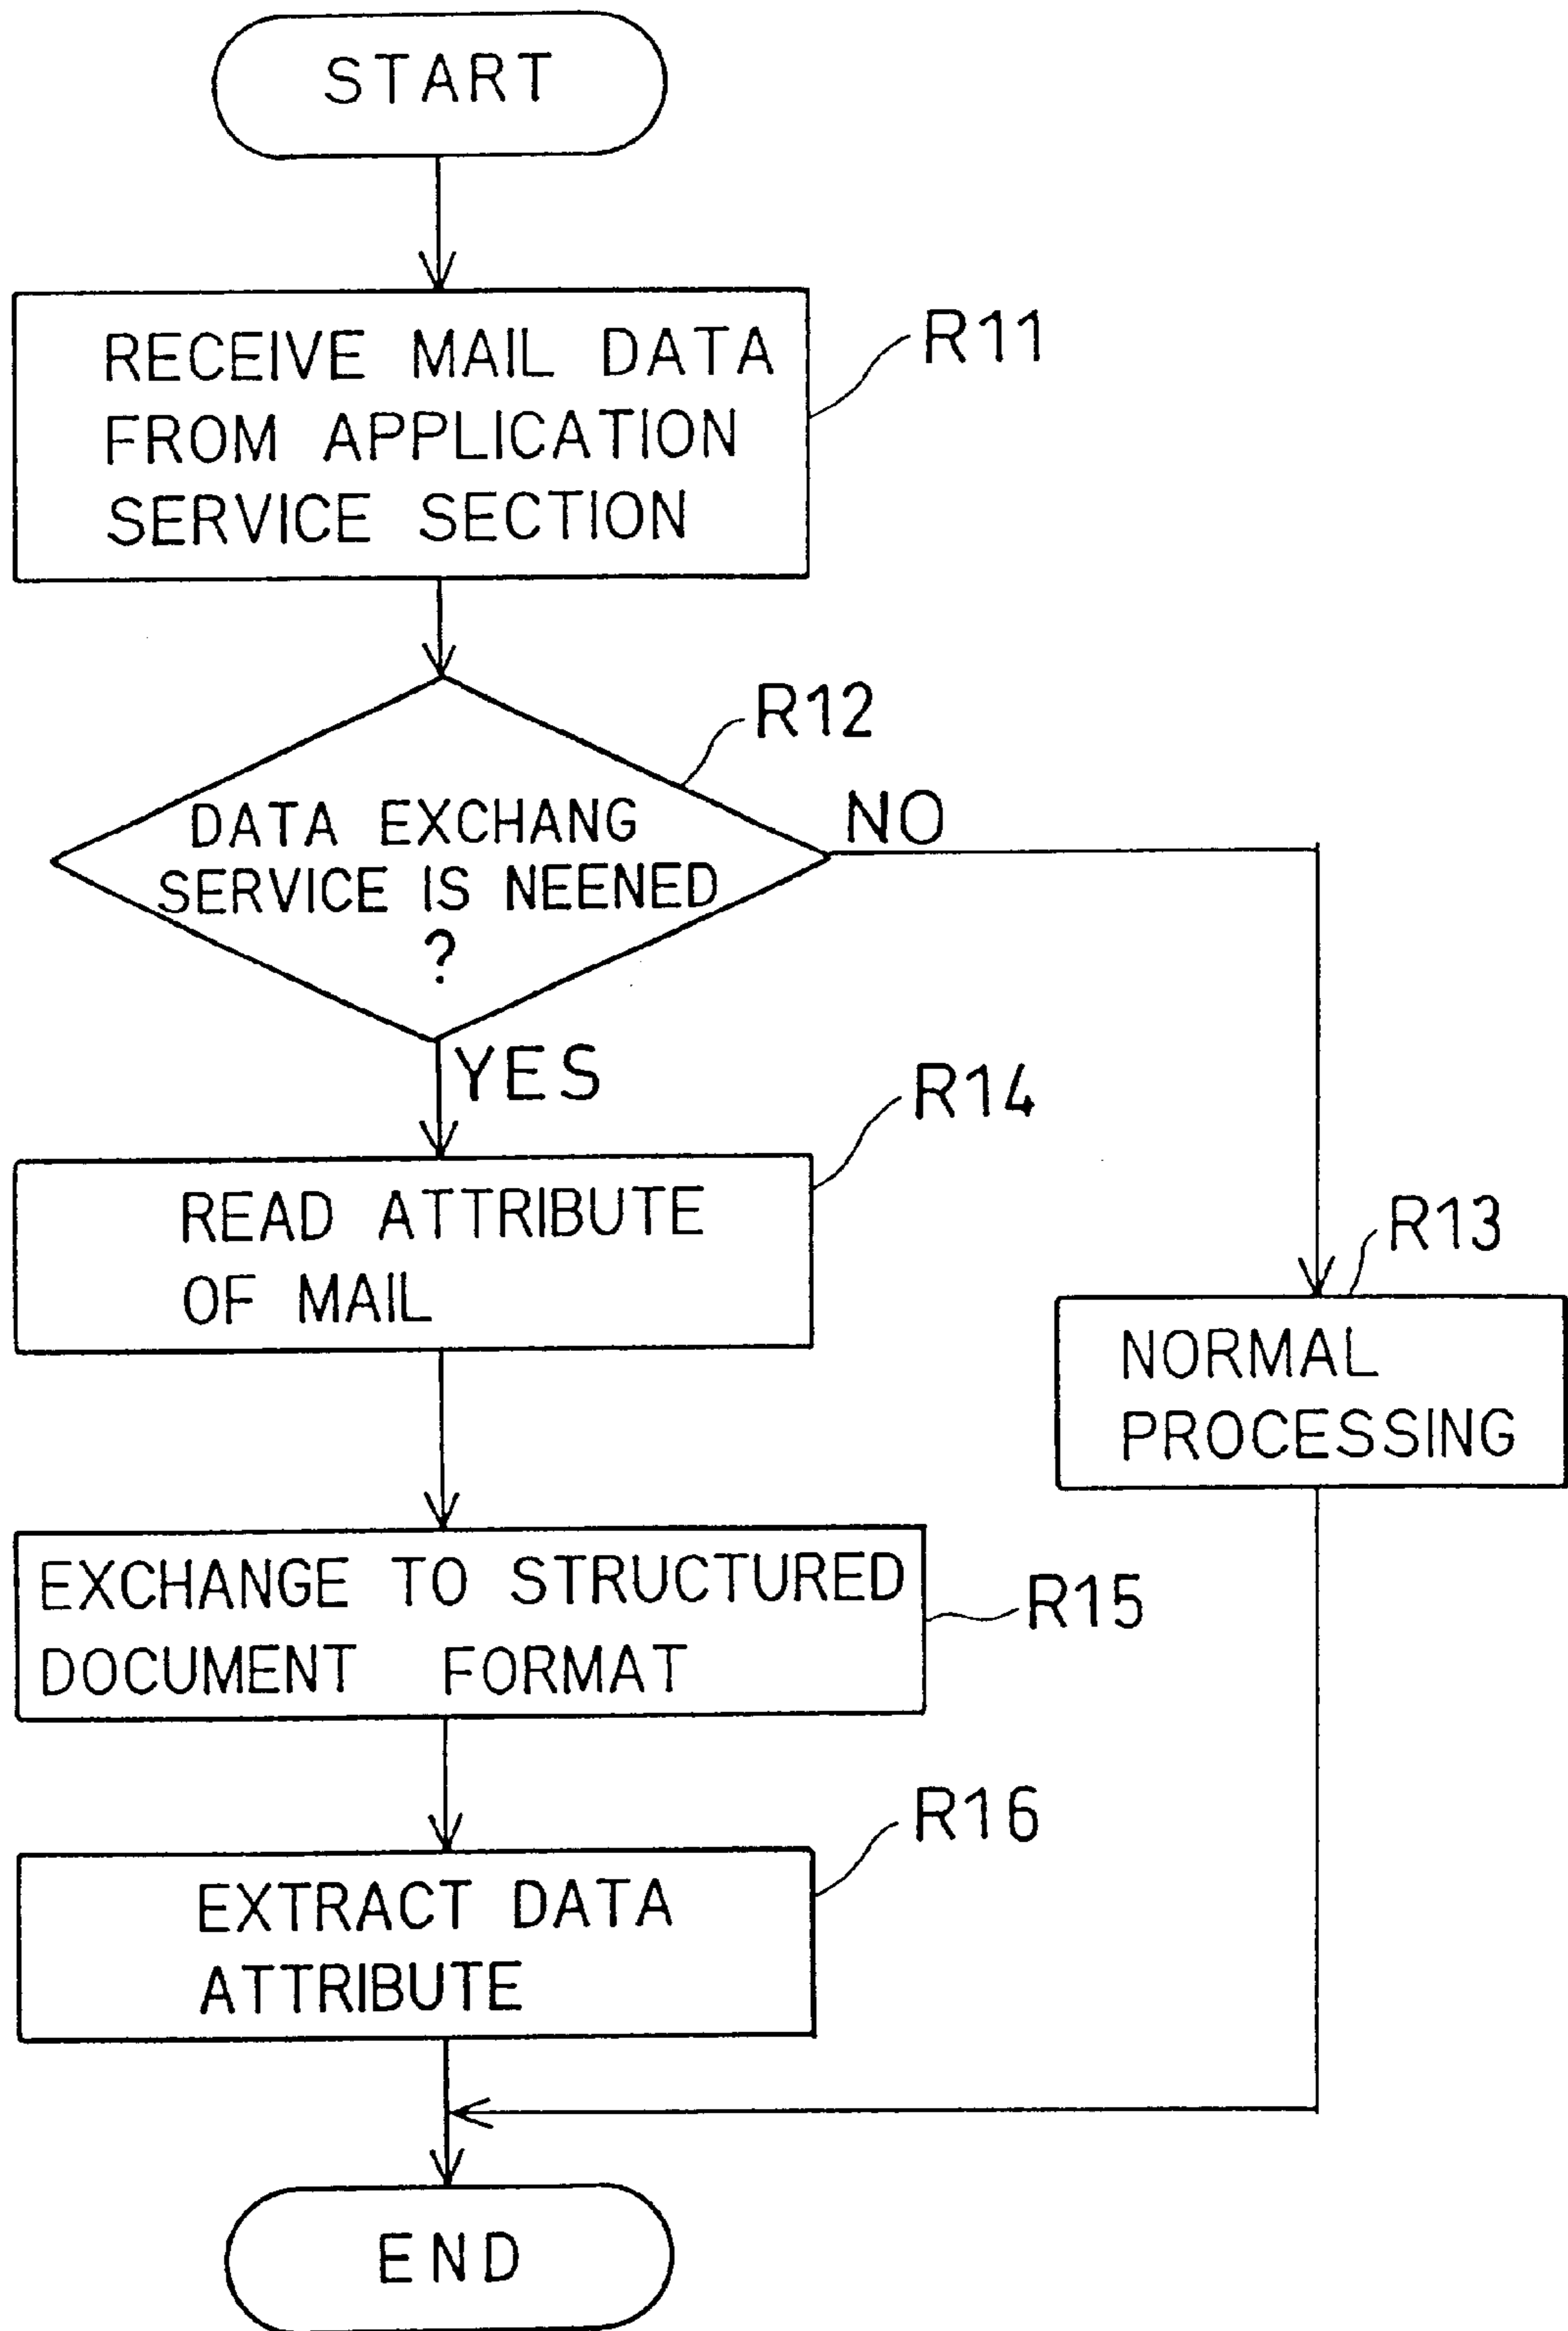 START
RECEIVE MAIL DATA
FROM APPLICATION
SERVICE SECTION
R11
R12
DATA EXCHANG
SERVICE IS NEENED
?
NO
YES
R14
READ ATTRIBUTE
OF MAIL
R13
NORMAL
PROCESSING
EXCHANGE TO STRUCTURED
DOCUMENT FORMAT
R15
R16
EXTRACT DATA
ATTRIBUTE
END